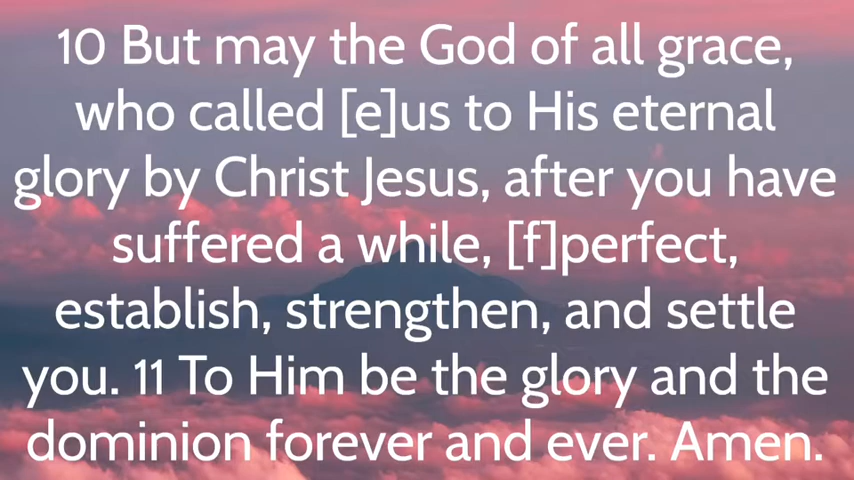 10 But may the God of all grace,
who called [e]us to His eternal
glory by Christ Jesus, after you have
suffered a while, [f]perfect,
establish, strengthen, and settle
you. 11 To Him be the glory and the
dominion forever and ever. Amen.